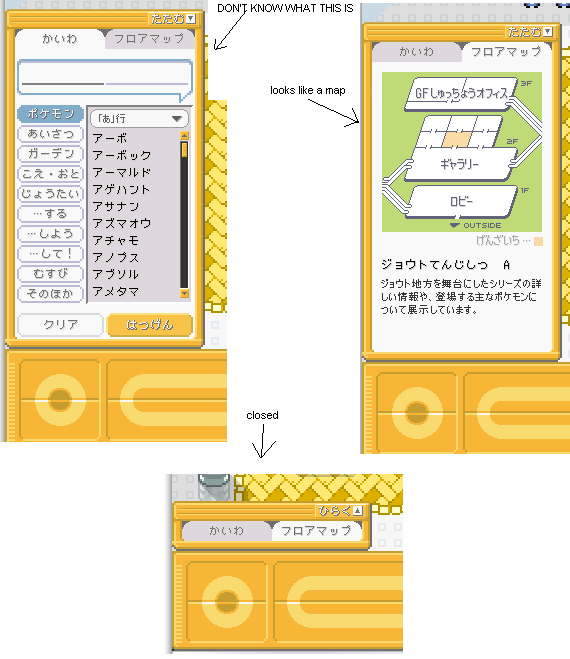 DON'T KNOW WHAT THIS IS
たたむ▼
かいわ
フロアマップ
ポケモン
あいさつ
ガーデン
こえ・おと
じょうたい
…する
…しよう
…して！
むすび
そのほか
「あ」行
アーボ
アーボック
アーマルド
アゲハント
アサナン
アズマオウ
アチャモ
アノプス
アブソル
アメタマ
クリア
はつげん
looks like a map
たたむ▼
かいわ
フロアマップ
3F
GFしゅっちょうオフィス
2F
ギャラリー
1F
ロビー
▼ OUTSIDE
げんざいち…
ジョウトてんじしつ A
ジョウト地方を舞台にしたシリーズの詳
しい情報や、登場する主なポケモンに
ついて展示しています。
closed
ひらく▲
かいわ
フロアマップ